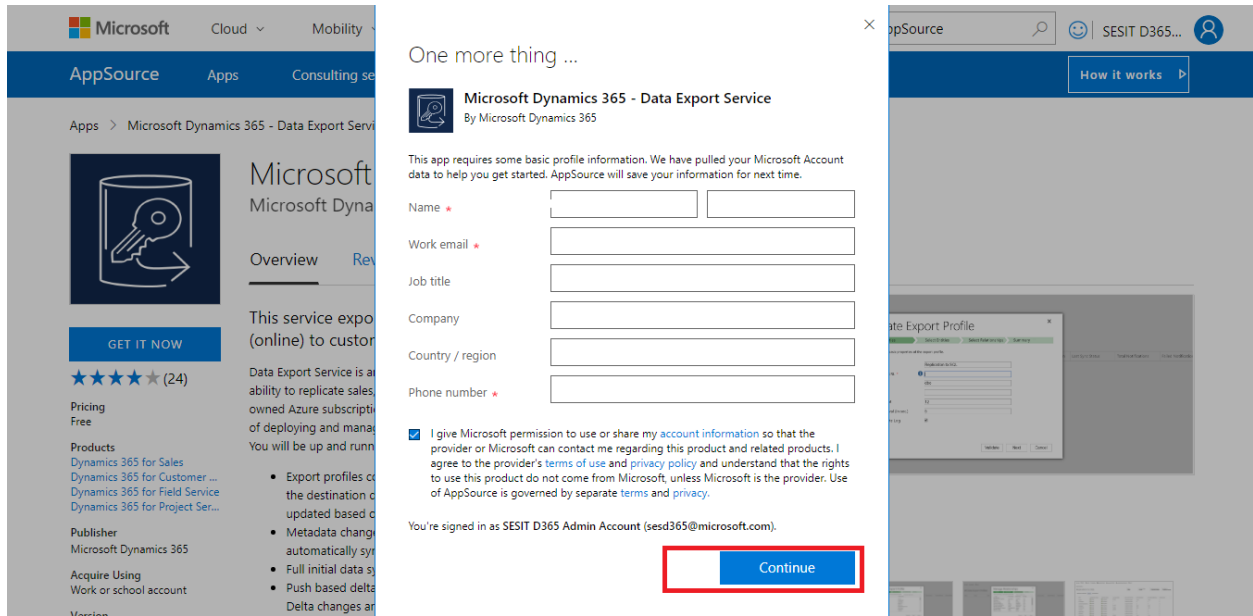 Microsoft
Cloud
Mobility
ppSource
SESIT D365...
AppSource
Apps
Consulting se
How it works
Apps > Microsoft Dynamics 365 - Data Export Servi
Microsoft
Microsoft Dyna
Overview
Rev
GET IT NOW
(24)
Pricing
Free
Products
Dynamics 365 for Sales
Dynamics 365 for Customer ...
Dynamics 365 for Field Service
Dynamics 365 for Project Ser...
Publisher
Microsoft Dynamics 365
Acquire Using
Work or school account
Version
This service expo
(online) to custor
Data Export Service is a
ability to replicate sales,
owned Azure subscripti
of deploying and manag
You will be up and runn
Export profiles co
the destination c
updated based c
Metadata change
automatically syn
Full initial data sy
Push based delta
Delta changes ar
One more thing ...
Microsoft Dynamics 365 - Data Export Service
By Microsoft Dynamics 365
This app requires some basic profile information. We have pulled your Microsoft Account
data to help you get started. AppSource will save your information for next time.
Name *
Work email *
Job title
Company
Country / region
Phone number *
I give Microsoft permission to use or share my account information so that the
provider or Microsoft can contact me regarding this product and related products. I
agree to the provider's terms of use and privacy policy and understand that the rights
to use this product do not come from Microsoft, unless Microsoft is the provider. Use
of AppSource is governed by separate terms and privacy.
You're signed in as SESIT D365 Admin Account (sesd365@microsoft.com).
Continue
ate Export Profile